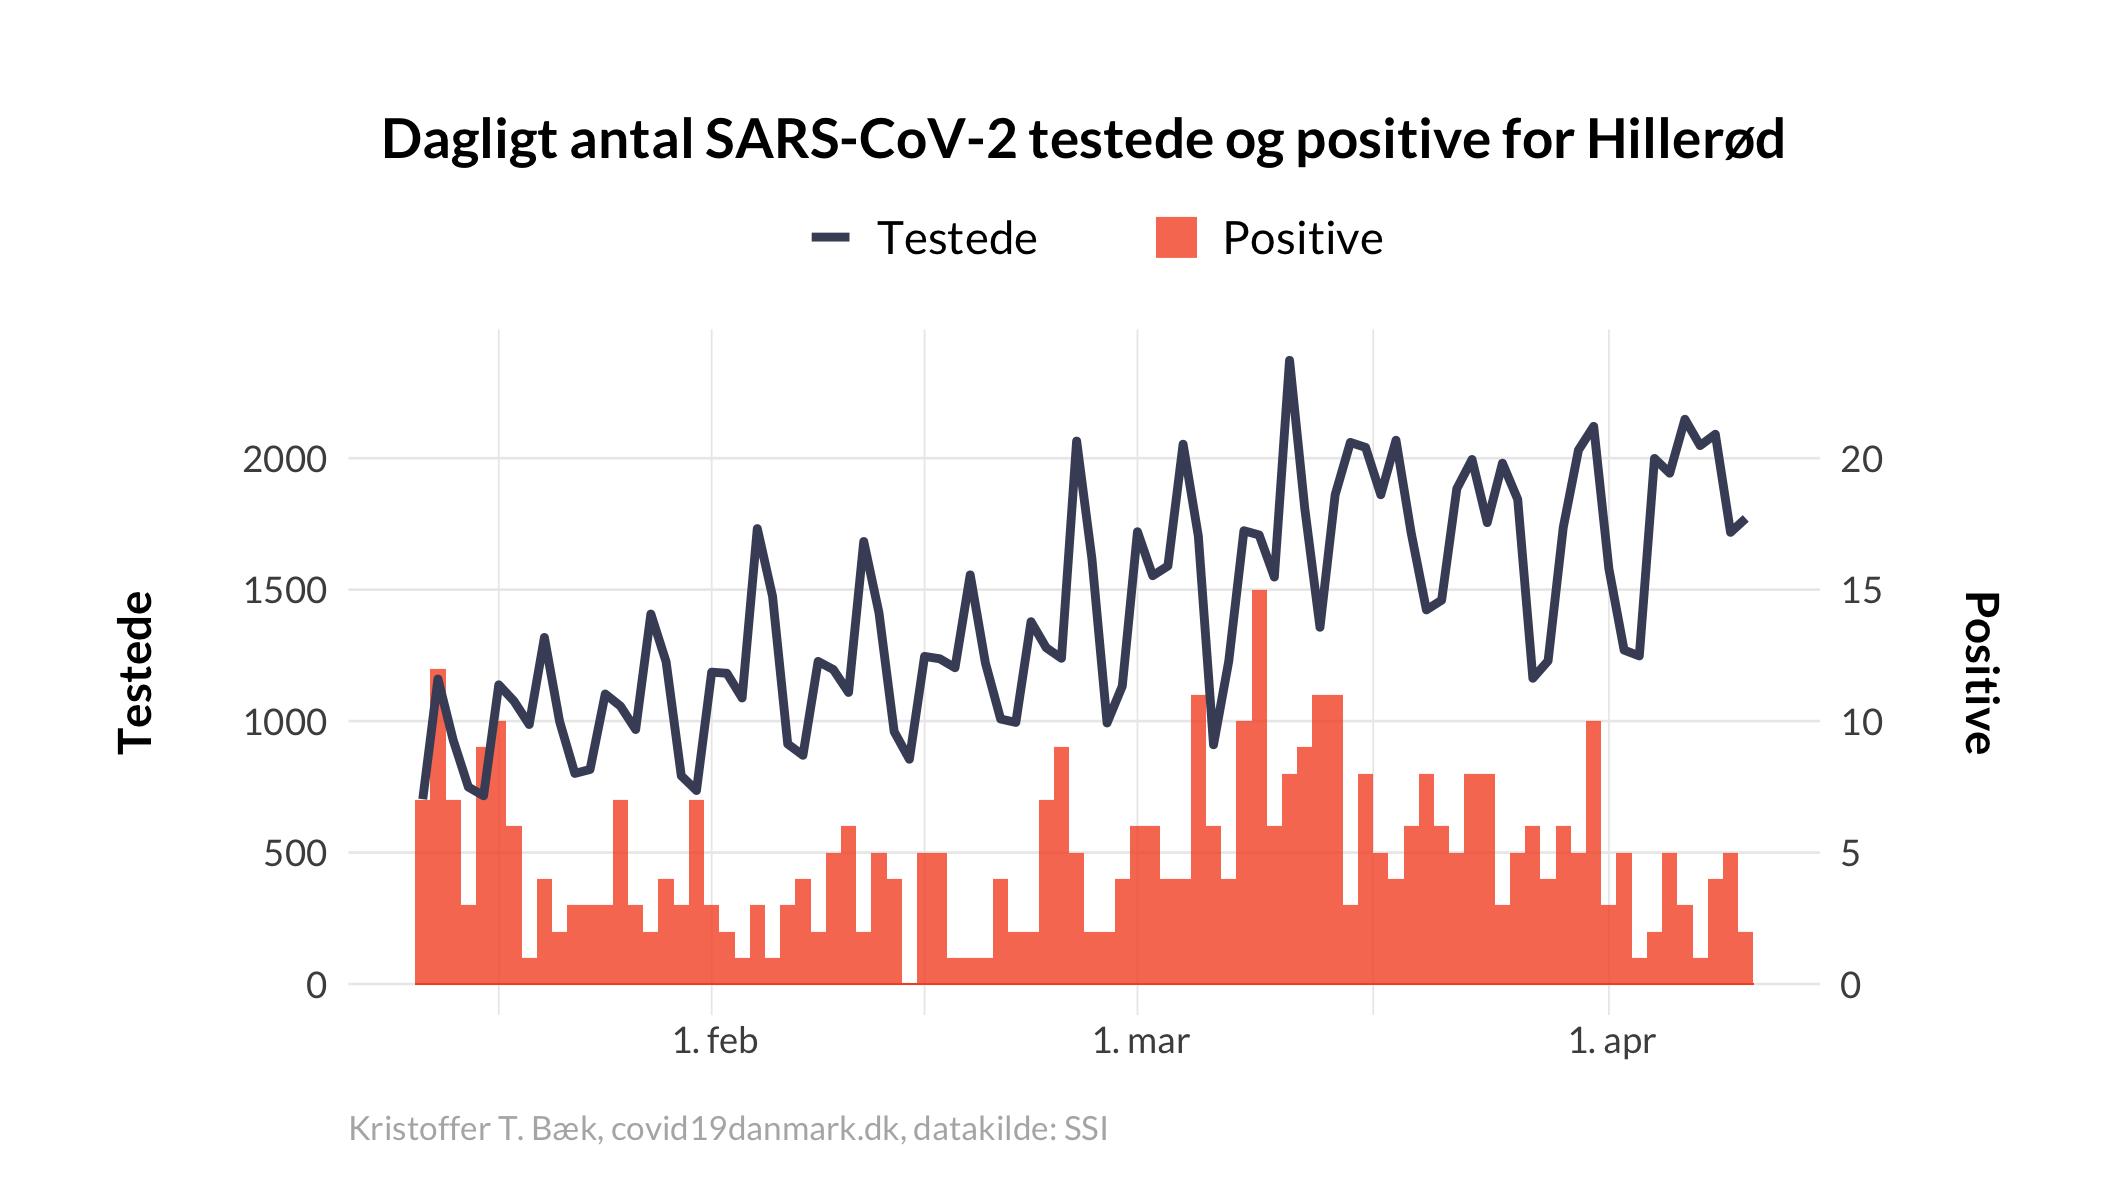 Dagligt antal SARS-CoV-2 testede og positive for Hillerød
Testede
Positive
Testede
2000
1500
1000
500
0
20
15
10
5
0
Positive
1. feb
1. mar
1. apr
Kristoffer T. Bæk, covid19danmark.dk, datakilde: SSI